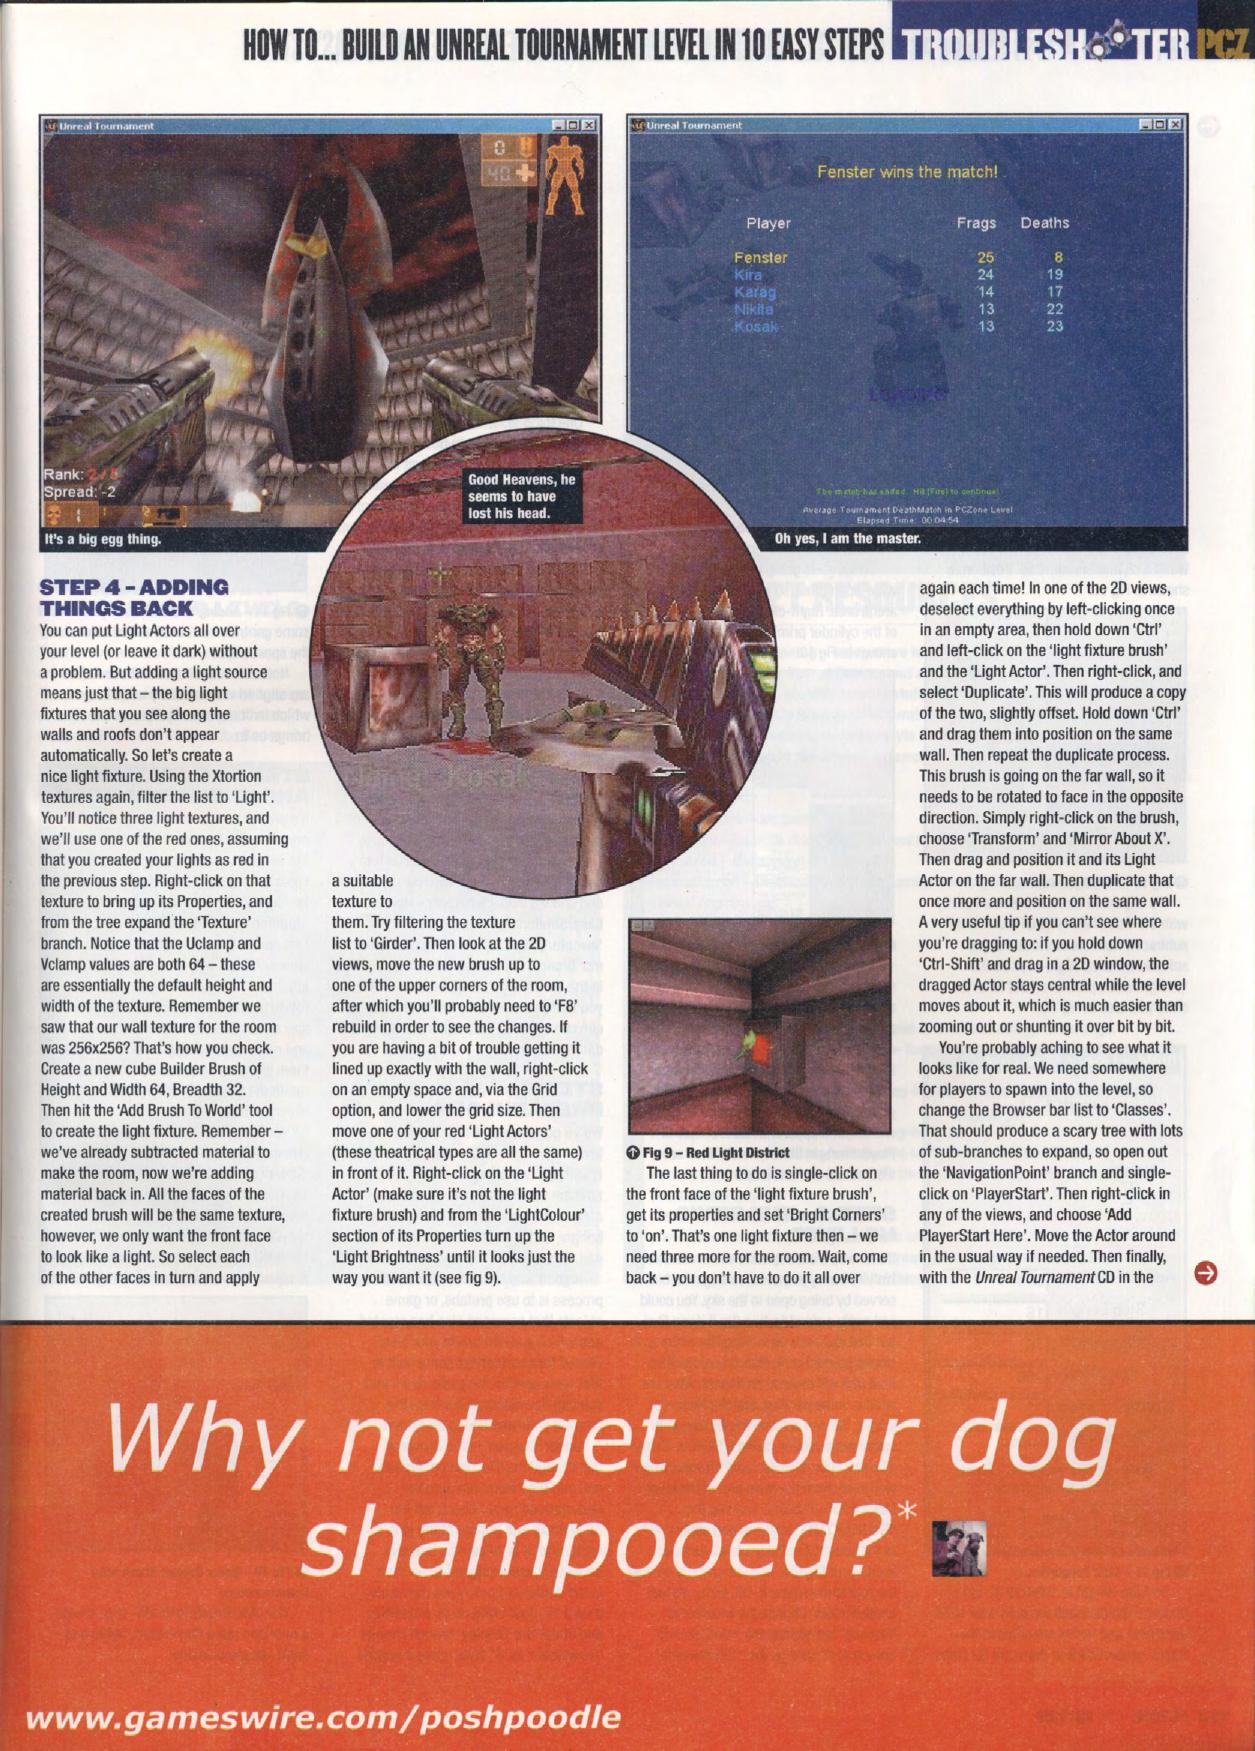 HOW TO... BUILD AN UNREAL TOURNAMENT LEVEL IN 10 EASY STEPS
TROUBLESHOOTER PCZ
Unreal Tournament
0
40
Rank: 2 / 5
Spread: -2
1
It's a big egg thing.
Unreal Tournament
Fenster wins the match!
Player Frags Deaths
Fenster 25 8
Kira 24 19
Karag 14 17
Nikita 13 22
Kosak 13 23
The match has ended. Hit [Fire] to continue!
Average Tournament DeathMatch in PCZone Level
Elapsed Time: 00:04:54
Oh yes, I am the master.
Good Heavens, he
seems to have
lost his head.
Kosak
STEP 4 – ADDING
THINGS BACK
You can put Light Actors all over
your level (or leave it dark) without
a problem. But adding a light source
means just that – the big light
fixtures that you see along the
walls and roofs don't appear
automatically. So let's create a
nice light fixture. Using the Xtortion
textures again, filter the list to 'Light'.
You'll notice three light textures, and
we'll use one of the red ones, assuming
that you created your lights as red in
the previous step. Right-click on that
texture to bring up its Properties, and
from the tree expand the 'Texture'
branch. Notice that the Uclamp and
Vclamp values are both 64 – these
are essentially the default height and
width of the texture. Remember we
saw that our wall texture for the room
was 256x256? That's how you check.
Create a new cube Builder Brush of
Height and Width 64, Breadth 32.
Then hit the 'Add Brush To World' tool
to create the light fixture. Remember –
we've already subtracted material to
make the room, now we're adding
material back in. All the faces of the
created brush will be the same texture,
however, we only want the front face
to look like a light. So select each
of the other faces in turn and apply
a suitable
texture to
them. Try filtering the texture
list to 'Girder'. Then look at the 2D
views, move the new brush up to
one of the upper corners of the room,
after which you'll probably need to 'F8'
rebuild in order to see the changes. If
you are having a bit of trouble getting it
lined up exactly with the wall, right-click
on an empty space and, via the Grid
option, and lower the grid size. Then
move one of your red 'Light Actors'
(these theatrical types are all the same)
in front of it. Right-click on the 'Light
Actor' (make sure it's not the light
fixture brush) and from the 'LightColour'
section of its Properties turn up the
'Light Brightness' until it looks just the
way you want it (see fig 9).
Fig 9 – Red Light District
The last thing to do is single-click on
the front face of the 'light fixture brush',
get its properties and set 'Bright Corners'
to 'on'. That's one light fixture then – we
need three more for the room. Wait, come
back – you don't have to do it all over
again each time! In one of the 2D views,
deselect everything by left-clicking once
in an empty area, then hold down 'Ctrl'
and left-click on the 'light fixture brush'
and the 'Light Actor'. Then right-click, and
select 'Duplicate'. This will produce a copy
of the two, slightly offset. Hold down 'Ctrl'
and drag them into position on the same
wall. Then repeat the duplicate process.
This brush is going on the far wall, so it
needs to be rotated to face in the opposite
direction. Simply right-click on the brush,
choose 'Transform' and 'Mirror About X'.
Then drag and position it and its Light
Actor on the far wall. Then duplicate that
once more and position on the same wall.
A very useful tip if you can't see where
you're dragging to: if you hold down
'Ctrl-Shift' and drag in a 2D window, the
dragged Actor stays central while the level
moves about it, which is much easier than
zooming out or shunting it over bit by bit.
You're probably aching to see what it
looks like for real. We need somewhere
for players to spawn into the level, so
change the Browser bar list to 'Classes'.
That should produce a scary tree with lots
of sub-branches to expand, so open out
the 'NavigationPoint' branch and single-
click on 'PlayerStart'. Then right-click in
any of the views, and choose 'Add
PlayerStart Here'. Move the Actor around
in the usual way if needed. Then finally,
with the Unreal Tournament CD in the
Why not get your dog
shampooed?*
www.gameswire.com/poshpoodle